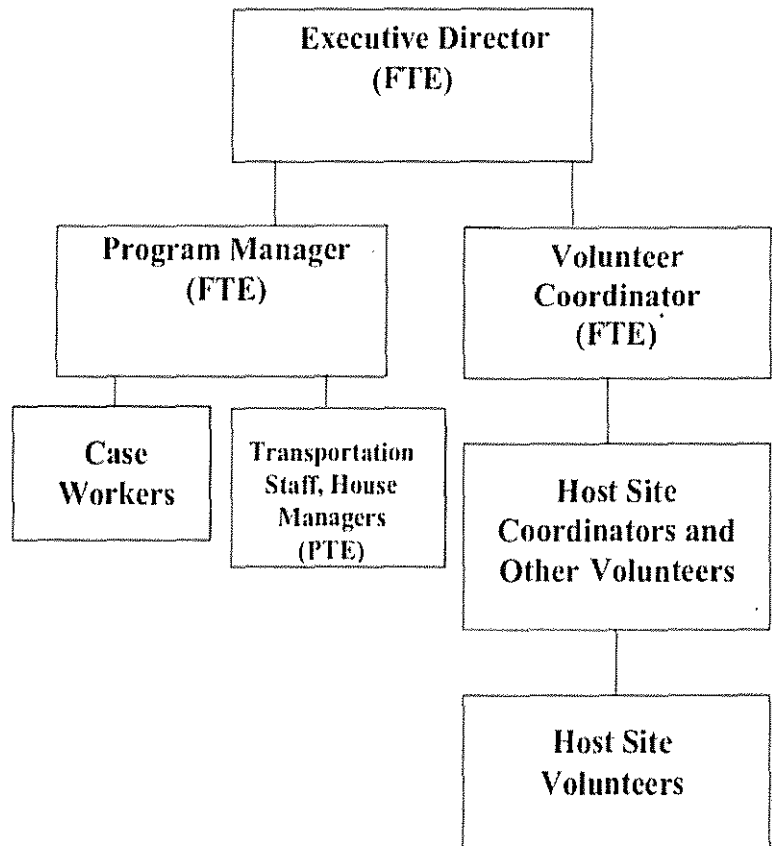 Executive Director
(FTE)
Program Manager
(FTE)
Volunteer
Coordinator
(FTE)
Case
Workers
Transportation
Staff, House
Managers
(PTE)
Host Site
Coordinators and
Other Volunteers
Host Site
Volunteers